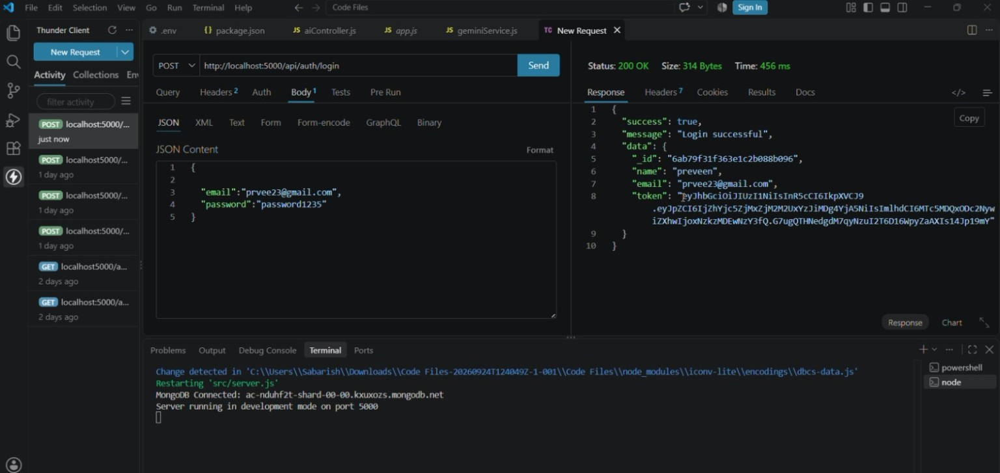 File Edit Selection View Go Run Terminal Help
Code Files
Sign In
Thunder Client
.env
{} package.json
JS aiController.js
JS app.js
JS geminiService.js
TC New Request
New Request
Activity Collections Env
filter activity
POST localhost:5000/...
just now
POST localhost5000/...
1 day ago
POST localhost:5000/...
1 day ago
POST localhost:5000/...
1 day ago
GET localhost5000/a...
2 days ago
GET localhost:5000/a...
2 days ago
POST http://localhost:5000/api/auth/login Send
Query Headers 2 Auth Body 1 Tests Pre Run
JSON XML Text Form Form-encode GraphQL Binary
JSON Content Format
1 {
2
3 "email":"prvee23@gmail.com",
4 "password":"password1235"
5 }
Status: 200 OK Size: 314 Bytes Time: 456 ms
Response Headers 7 Cookies Results Docs
</>
Copy
1 {
2 "success": true,
3 "message": "Login successful",
4 "data": {
5 "_id": "6ab79f31f363e1c2b088b096",
6 "name": "preveen",
7 "email": "prvee23@gmail.com",
8 "token": "eyJhbGciOiJIUzI1NiIsInR5cCI6IkpXVCJ9
.eyJpZCI6IjZhYjc5ZjMxZjM2M2UxYzJiMDg4YjA5NiIsImlhdCI6MTc5MDQxODc2Nyw
iZXhwIjoxNzkzMDEwNzY3fQ.G7ugQTHNedgdM7qyNzuI2T6D16WpyZaAXIs14Jp19mY"
9 }
10 }
Response Chart
Problems Output Debug Console Terminal Ports
Change detected in 'C:\\Users\\Sabarish\\Downloads\\Code Files-20260924T124049Z-1-001\\Code Files\\node_modules\\iconv-lite\\encodings\\dbcs-data.js'
Restarting 'src/server.js'
MongoDB Connected: ac-nduhf2t-shard-00-00.kxuxozs.mongodb.net
Server running in development mode on port 5000
powershell
node